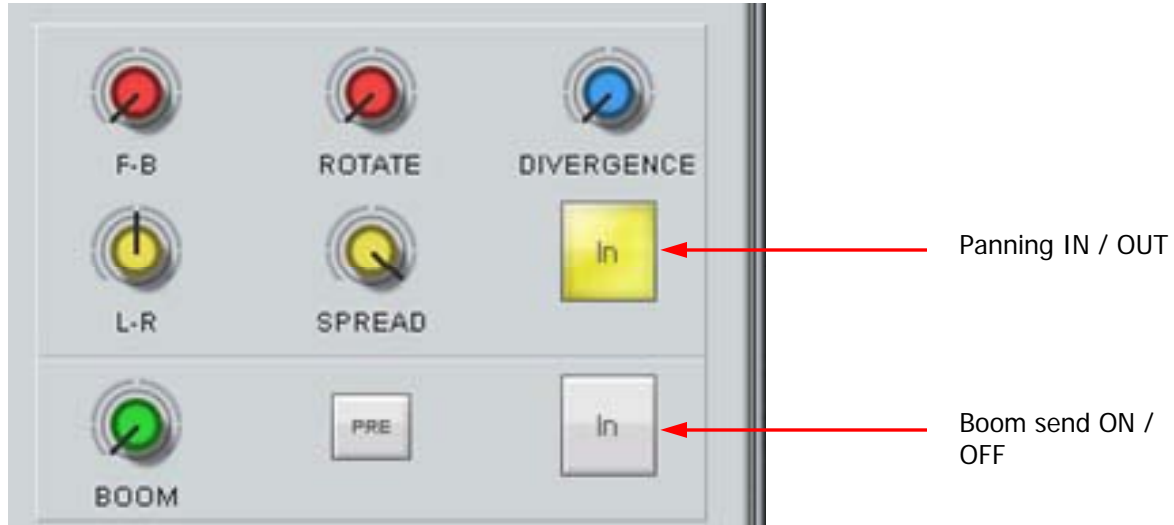 F-B ROTATE DIVERGENCE
In Panning IN / OUT
L-R SPREAD
PRE In Boom send ON /
OFF
BOOM